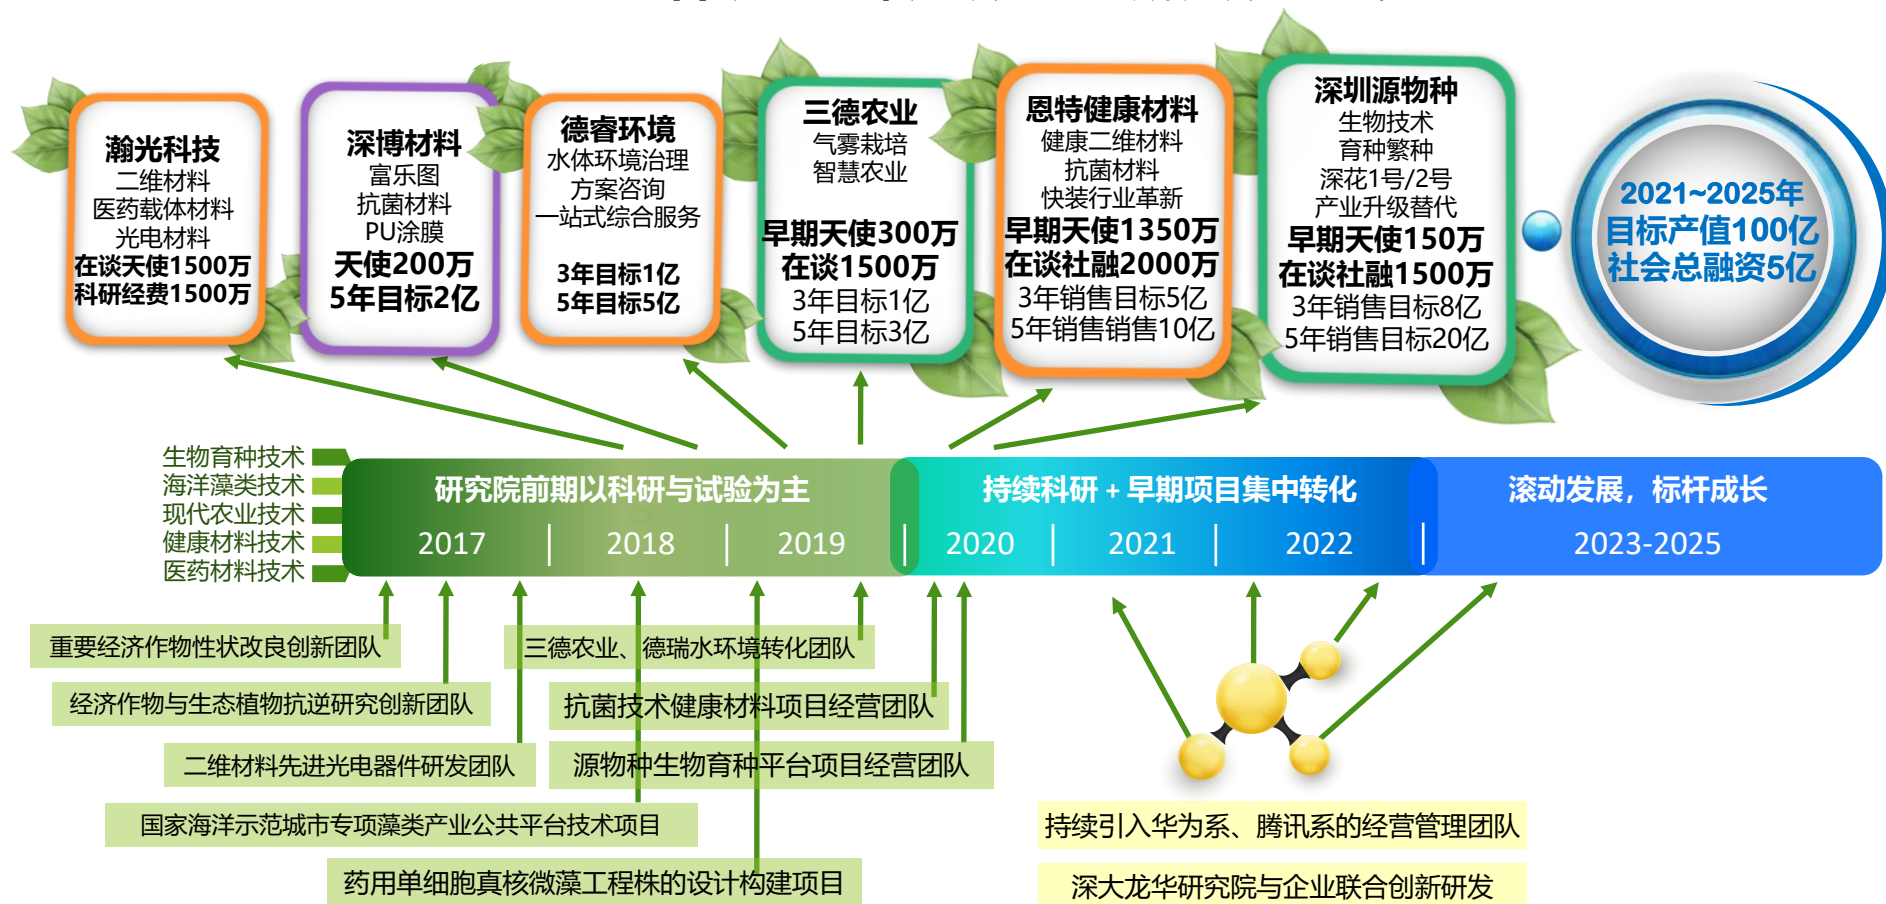 瀚光科技
二维材料
医药载体材料
光电材料
在谈天使1500万
科研经费1500万
深博材料
富乐图
抗菌材料
PU涂膜
天使200万
5年目标2亿
德睿环境
水体环境治理
方案咨询
一站式综合服务
3年目标1亿
5年目标5亿
三德农业
气雾栽培
智慧农业
早期天使300万
在谈1500万
3年目标1亿
5年目标3亿
恩特健康材料
健康二维材料
抗菌材料
快装行业革新
早期天使1350万
在谈社融2000万
3年销售目标5亿
5年销售销售10亿
深圳源物种
生物技术
育种繁种
深花1号/2号
产业升级替代
早期天使150万
在谈社融1500万
3年销售目标8亿
5年销售目标20亿
2021~2025年
目标产值100亿
社会总融资5亿
生物育种技术
海洋藻类技术
现代农业技术
健康材料技术
医药材料技术
研究院前期以科研与试验为主
持续科研+早期项目集中转化
滚动发展，标杆成长
2017
2018
2019
2020
2021
2022
2023-2025
重要经济作物性状改良创新团队
三德农业、德瑞水环境转化团队
经济作物与生态植物抗逆研究创新团队
抗菌技术健康材料项目经营团队
二维材料先进光电器件研发团队
源物种生物育种平台项目经营团队
国家海洋示范城市专项藻类产业公共平台技术项目
药用单细胞真核微藻工程株的设计构建项目
持续引入华为系、腾讯系的经营管理团队
深大龙华研究院与企业联合创新研发